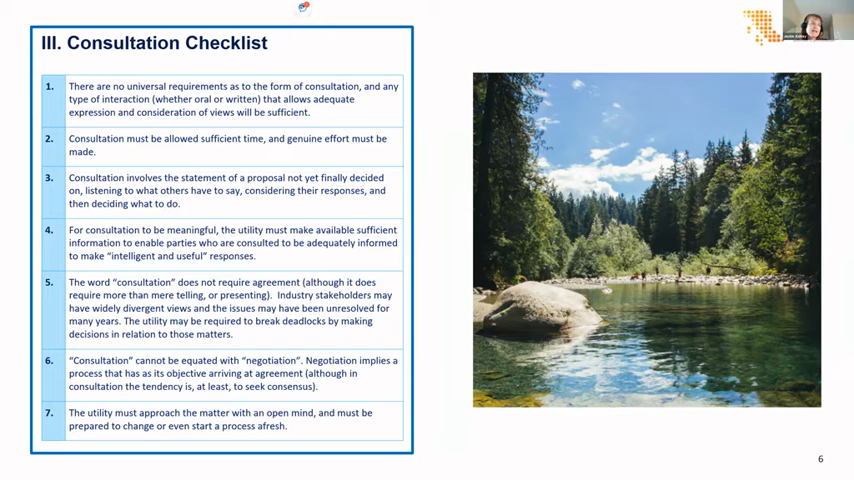 III. Consultation Checklist
1. There are no universal requirements as to the form of consultation, and any
type of interaction (whether oral or written) that allows adequate
expression and consideration of views will be sufficient.
2. Consultation must be allowed sufficient time, and genuine effort must be
made.
3. Consultation involves the statement of a proposal not yet finally decided
on, listening to what others have to say, considering their responses, and
then deciding what to do.
4. For consultation to be meaningful, the utility must make available sufficient
information to enable parties who are consulted to be adequately informed
to make “intelligent and useful” responses.
5. The word “consultation” does not require agreement (although it does
require more than mere telling, or presenting). Industry stakeholders may
have widely divergent views and the issues may have been unresolved for
many years. The utility may be required to break deadlocks by making
decisions in relation to those matters.
6. “Consultation” cannot be equated with “negotiation”. Negotiation implies a
process that has as its objective arriving at agreement (although in
consultation the tendency is, at least, to seek consensus).
7. The utility must approach the matter with an open mind, and must be
prepared to change or even start a process afresh.
6